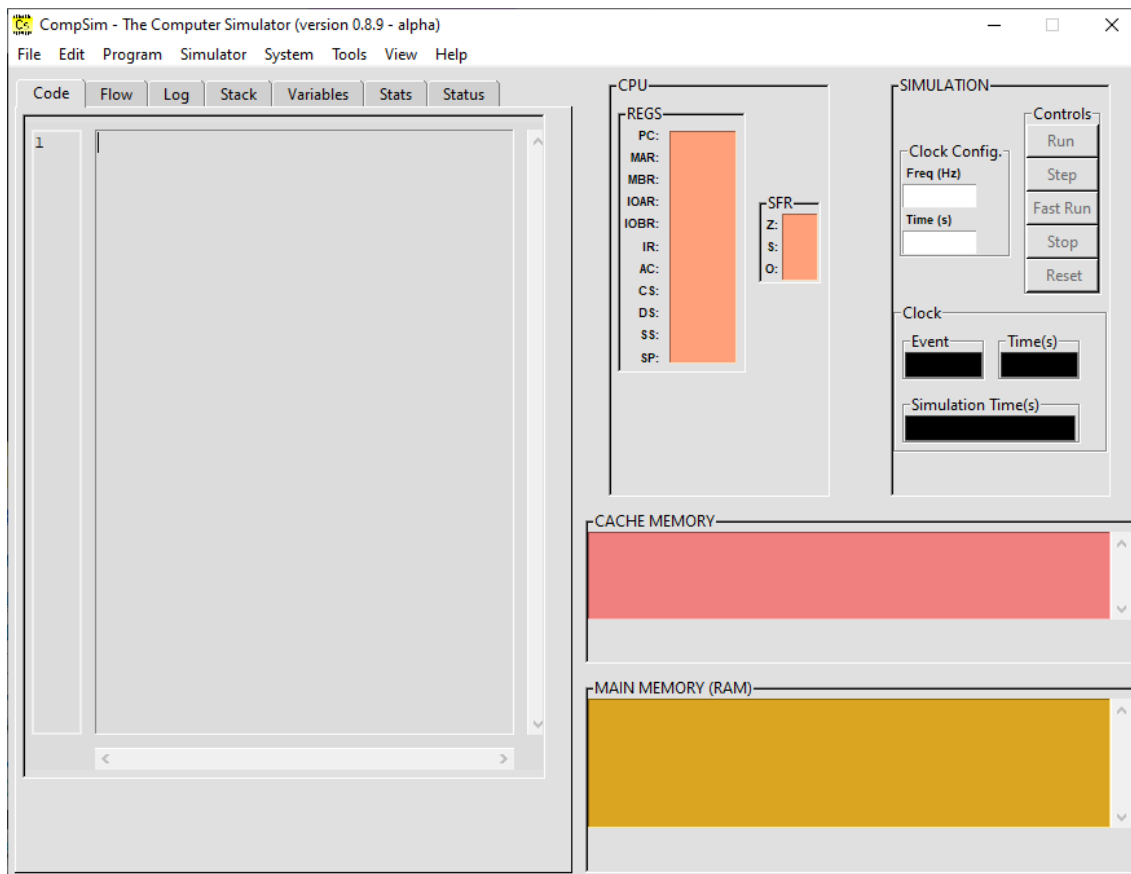 Cs CompSim - The Computer Simulator (version 0.8.9 - alpha)
File Edit Program Simulator System Tools View Help
Code Flow Log Stack Variables Stats Status
1
CPU
REGS
PC:
MAR:
MBR:
IOAR:
IOBR:
IR:
AC:
CS:
DS:
SS:
SP:
SFR
Z:
S:
O:
SIMULATION
Clock Config.
Freq (Hz)
Time (s)
Controls
Run
Step
Fast Run
Stop
Reset
Clock
Event Time(s)
Simulation Time(s)
CACHE MEMORY
MAIN MEMORY (RAM)